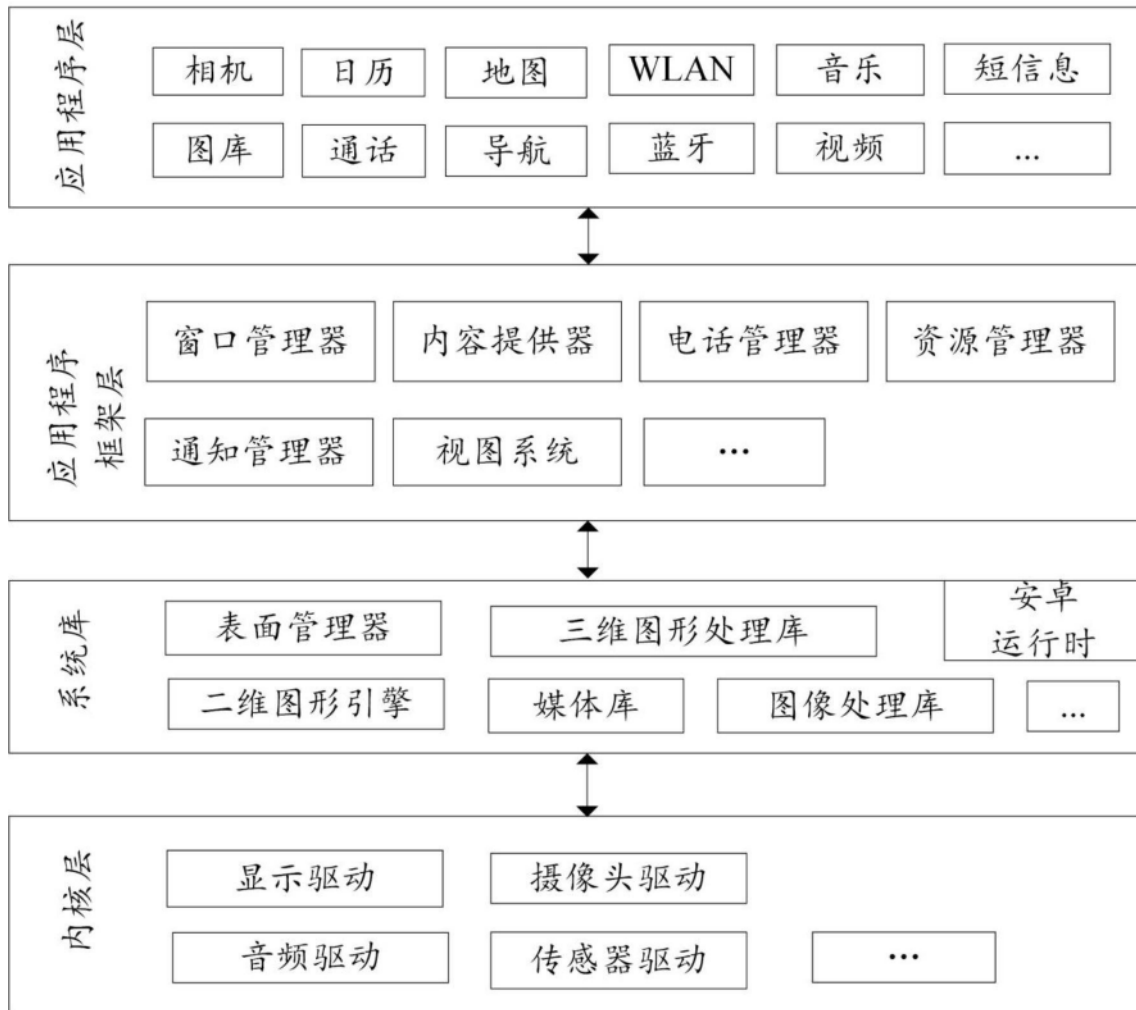 应用程序层
相机
日历
地图
WLAN
音乐
短信息
图库
通话
导航
蓝牙
视频
...
应用程序
框架层
窗口管理器
内容提供器
电话管理器
资源管理器
通知管理器
视图系统
...
系统库
表面管理器
三维图形处理库
安卓
运行时
二维图形引擎
媒体库
图像处理库
...
内核层
显示驱动
摄像头驱动
音频驱动
传感器驱动
...